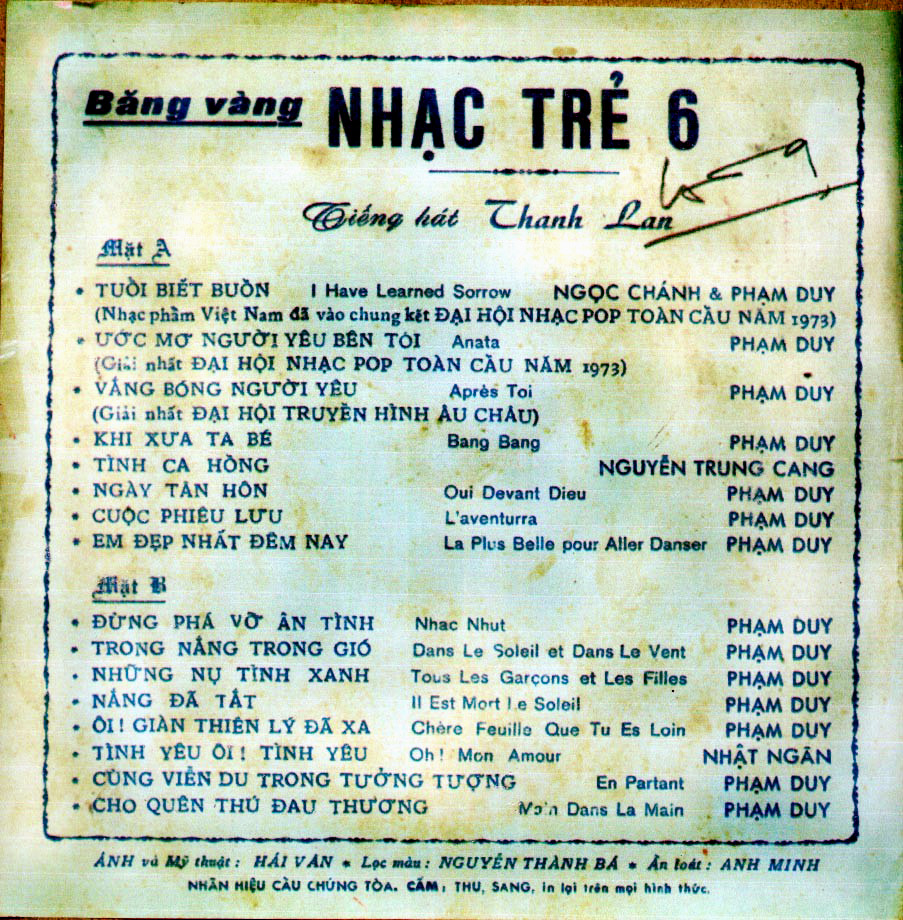 Băng vàng NHẠC TRẺ 6
Tiếng hát Thanh Lan
Mặt A
• TUỔI BIẾT BUỒN I Have Learned Sorrow NGỌC CHÁNH & PHẠM DUY
(Nhạc phẩm Việt Nam đã vào chung kết ĐẠI HỘI NHẠC POP TOÀN CẦU NĂM 1973)
• ƯỚC MƠ NGƯỜI YÊU BÊN TÔI Anata PHẠM DUY
(Giải nhất ĐẠI HỘI NHẠC POP TOÀN CẦU NĂM 1973)
• VẮNG BÓNG NGƯỜI YÊU Après Toi PHẠM DUY
(Giải nhất ĐẠI HỘI TRUYỀN HÌNH ÂU CHÂU)
• KHI XƯA TA BÉ Bang Bang PHẠM DUY
• TÌNH CA HỒNG NGUYỄN TRUNG CANG
• NGÀY TÂN HÔN Oui Devant Dieu PHẠM DUY
• CUỘC PHIÊU LƯU L'aventurra PHẠM DUY
• EM ĐẸP NHẤT ĐÊM NAY La Plus Belle pour Aller Danser PHẠM DUY
Mặt B
• ĐỪNG PHÁ VỠ ÂN TÌNH Nhac Nhut PHẠM DUY
• TRONG NẮNG TRONG GIÓ Dans Le Soleil et Dans Le Vent PHẠM DUY
• NHỮNG NỤ TÌNH XANH Tous Les Garçons et Les Filles PHẠM DUY
• NẮNG ĐÃ TẮT Il Est Mort Le Soleil PHẠM DUY
• ÔI! GIÀN THIÊN LÝ ĐÃ XA Chère Feuille Que Tu Es Loin PHẠM DUY
• TÌNH YÊU ÔI! TÌNH YÊU Oh! Mon Amour NHẬT NGÂN
• CÙNG VIỄN DU TRONG TƯỞNG TƯỢNG En Partant PHẠM DUY
• CHO QUÊN THÚ ĐAU THƯƠNG Main Dans La Main PHẠM DUY
ẢNH và Mỹ thuật: HẢI VÂN * Lọc màu: NGUYỄN THÀNH BÁ * Ấn loát: ANH MINH
NHÃN HIỆU CẦU CHỨNG TÒA. CẤM: THU, SANG, in lại trên mọi hình thức.